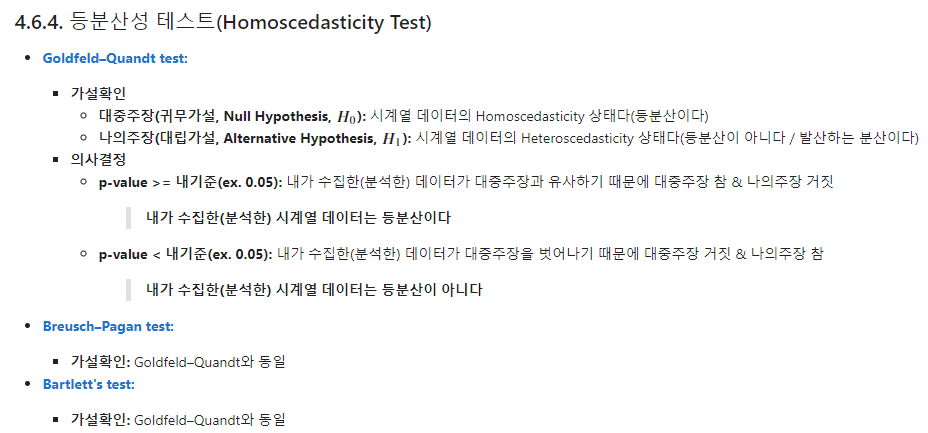 4.6.4. 등분산성 테스트(Homoscedasticity Test)
• Goldfeld–Quandt test:
▪ 가설확인
◦ 대중주장(귀무가설, Null Hypothesis, H0): 시계열 데이터의 Homoscedasticity 상태다(등분산이다)
◦ 나의주장(대립가설, Alternative Hypothesis, H1): 시계열 데이터의 Heteroscedasticity 상태다(등분산이 아니다 / 발산하는 분산이다)
▪ 의사결정
◦ p-value >= 내기준(ex. 0.05): 내가 수집한(분석한) 데이터가 대중주장과 유사하기 때문에 대중주장 참 & 나의주장 거짓
내가 수집한(분석한) 시계열 데이터는 등분산이다
◦ p-value < 내기준(ex. 0.05): 내가 수집한(분석한) 데이터가 대중주장을 벗어나기 때문에 대중주장 거짓 & 나의주장 참
내가 수집한(분석한) 시계열 데이터는 등분산이 아니다
• Breusch–Pagan test:
▪ 가설확인: Goldfeld–Quandt와 동일
• Bartlett's test:
▪ 가설확인: Goldfeld–Quandt와 동일